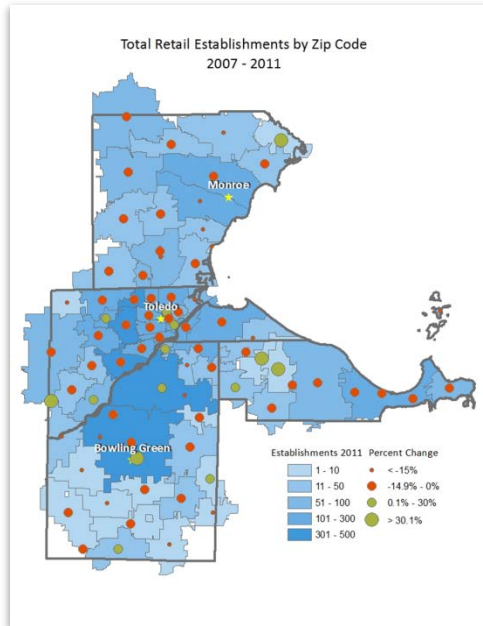 Total Retail Establishments by Zip Code
2007 - 2011
Monroe
Toledo
Bowling Green
Establishments 2011
1 - 10
11 - 50
51 - 100
101 - 300
301 - 500
Percent Change
< -15%
-14.9% - 0%
0.1% - 30%
> 30.1%